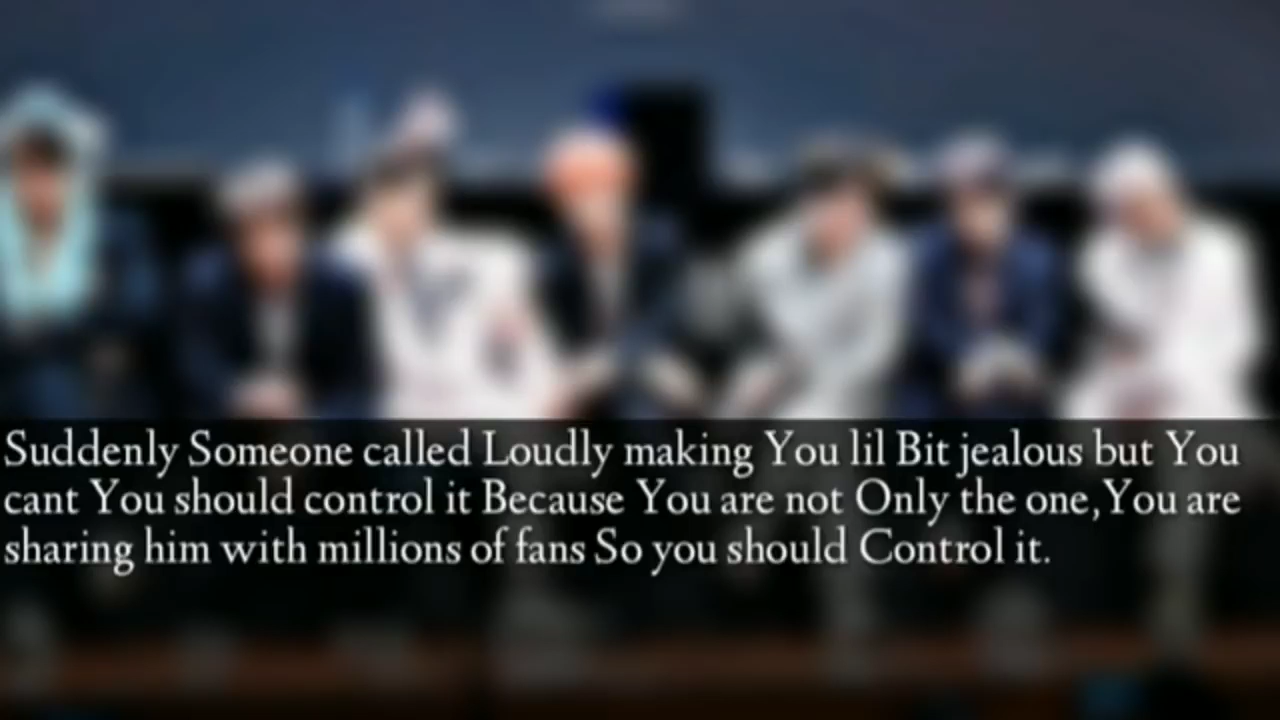 Suddenly Someone called Loudly making You lil Bit jealous but You
cant You should control it Because You are not Only the one,You are
sharing him with millions of fans So you should Control it.